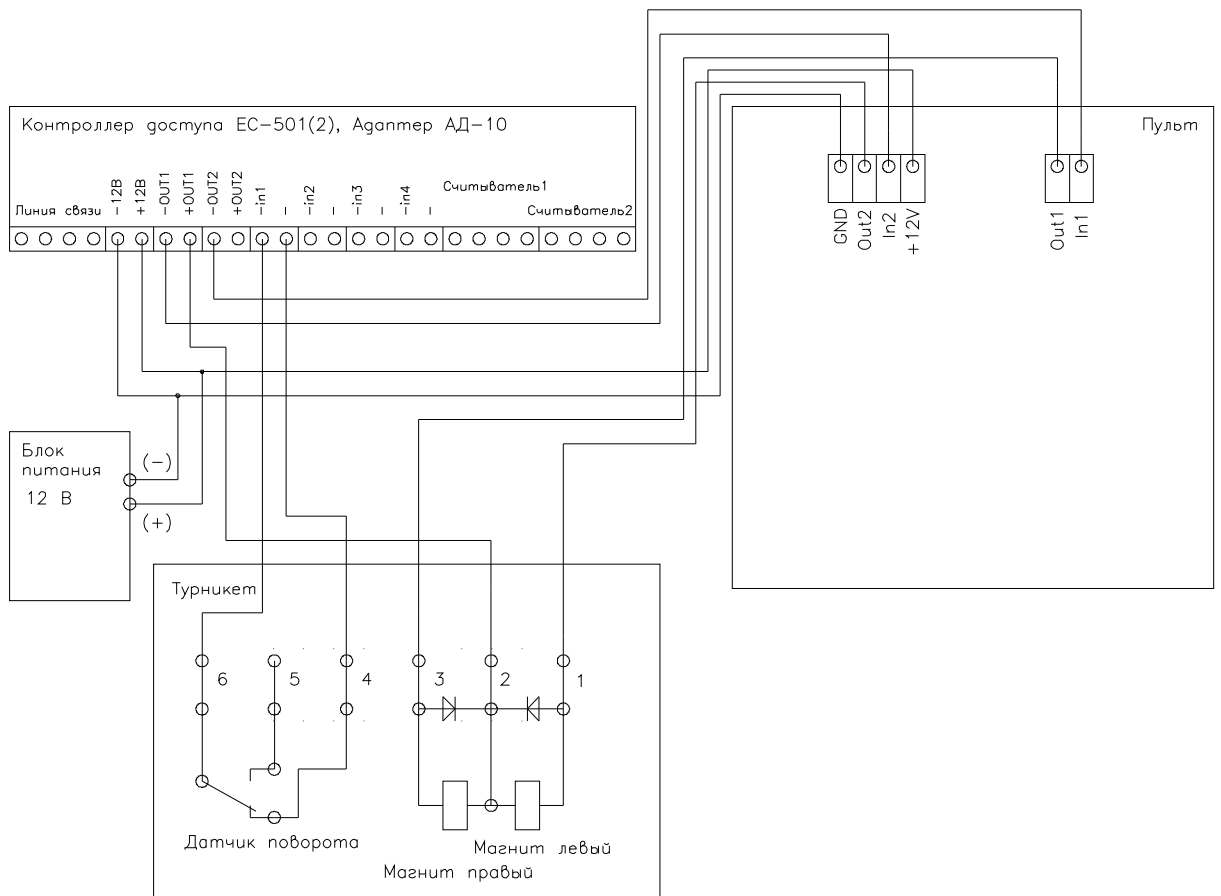 Контроллер доступа ЕС-501(2), Адаптер АД-10
Линия связи
-12В
+12В
-OUT1
+OUT1
-OUT2
+OUT2
-in1
-
-in2
-
-in3
-
-in4
-
Считыватель1
Считыватель2
Пульт
GND
Out2
In2
+12V
Out1
In1
Блок
питания
12 В
(-)
(+)
Турникет
6
5
4
3
2
1
Датчик поворота
Магнит левый
Магнит правый